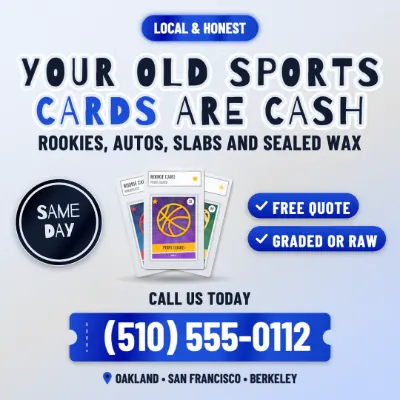 LOCAL & HONEST
YOUR OLD SPORTS
CARDS ARE CASH
ROOKIES, AUTOS, SLABS AND SEALED WAX
SAME
DAY
ROOKIE CARD
FREE QUOTE
GRADED OR RAW
CALL US TODAY
(510) 555-0112
OAKLAND • SAN FRANCISCO • BERKELEY